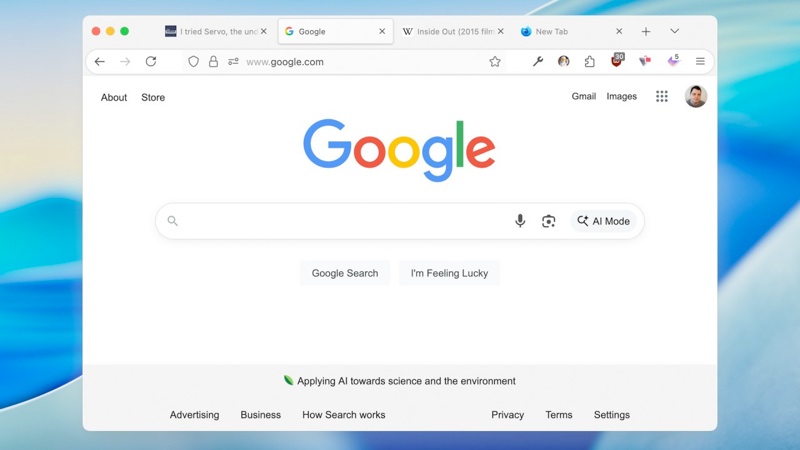 I tried Servo, the und
Google
W Inside Out (2015 film
New Tab
www.google.com
30
5
About Store
Gmail Images
Google
AI Mode
Google Search I'm Feeling Lucky
Applying AI towards science and the environment
Advertising Business How Search works Privacy Terms Settings